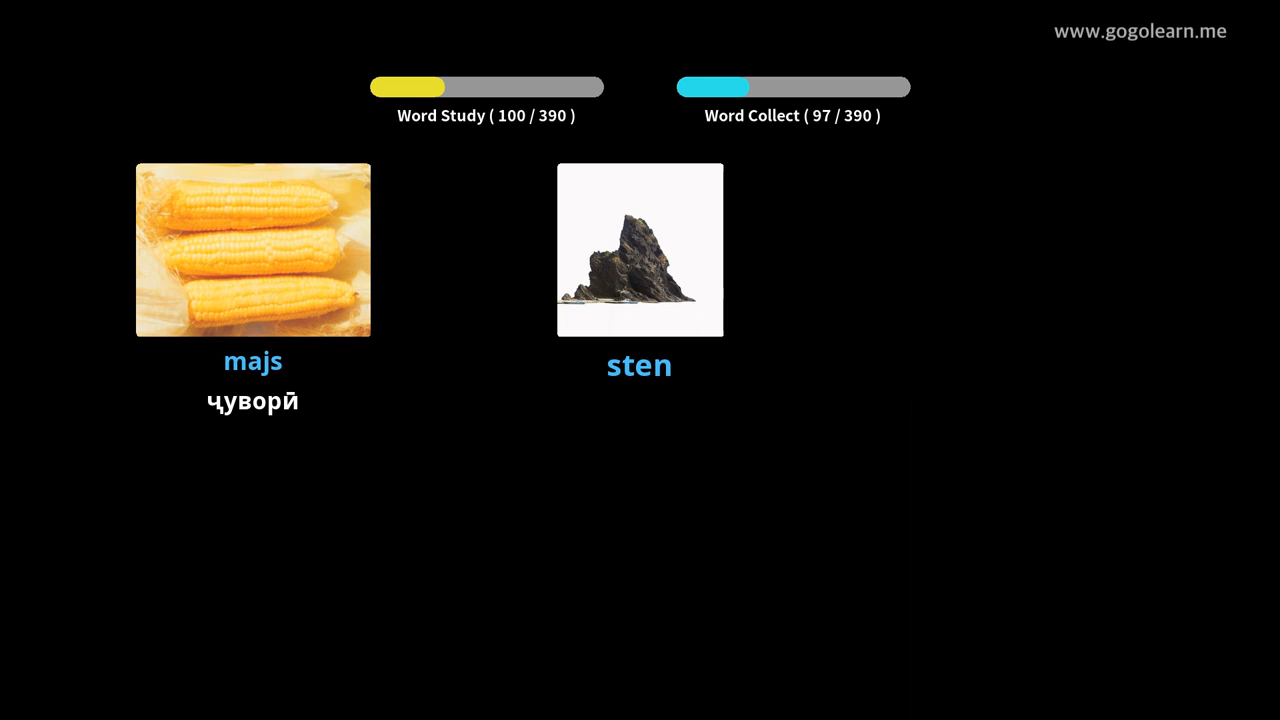 www.gogolearn.me
Word Study ( 100 / 390 )
Word Collect ( 97 / 390 )
majs
ҷуворӣ
sten